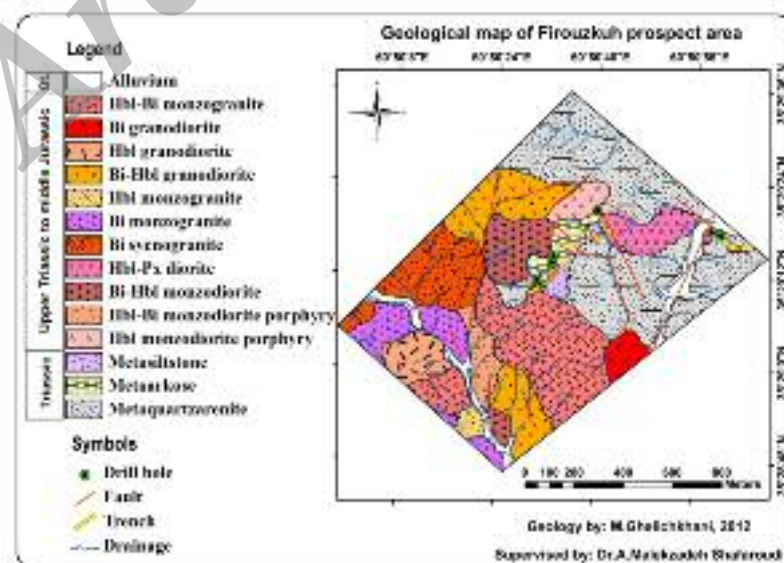 Geological map of Firouzkuh prospect area
Legend
Alluvium
Hbl-Bi monzogranite
Bi granodiorite
Hbl granodiorite
Bi-Hbl granodiorite
Hbl monzogranite
Bi monzogranite
Bi syenogranite
Hbl-Px diorite
Bi-Hbl monzodiorite
Hbl-Bi monzodiorite porphyry
Hbl monzodiorite porphyry
Metasiltstone
Metaarkose
Metaquartzarenite
Upper Triassic to middle Jurassic
Triassic
Symbols
Drill hole
Fault
Trench
Drainage
0 100 200 400 600 800
Meters
Geology by: M.Ghelichkhani, 2012
Supervised by: Dr.A.Malekzadeh Shafaroudi